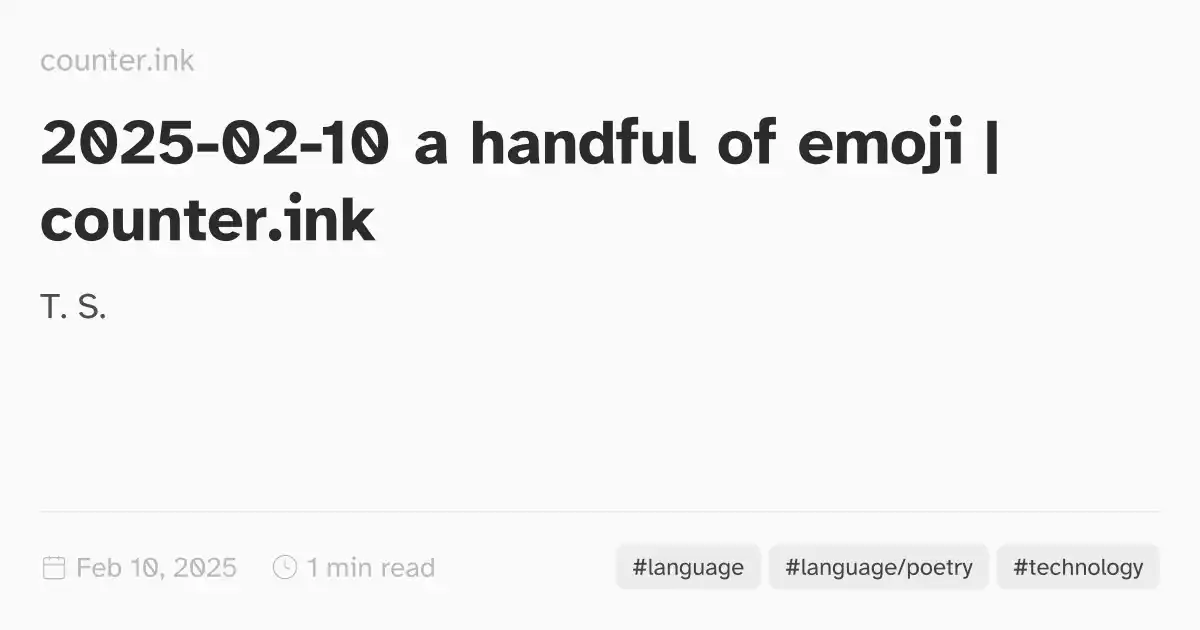 counter.ink
2025-02-10 a handful of emoji |
counter.ink
T. S.
Feb 10, 2025 1 min read #language #language/poetry #technology